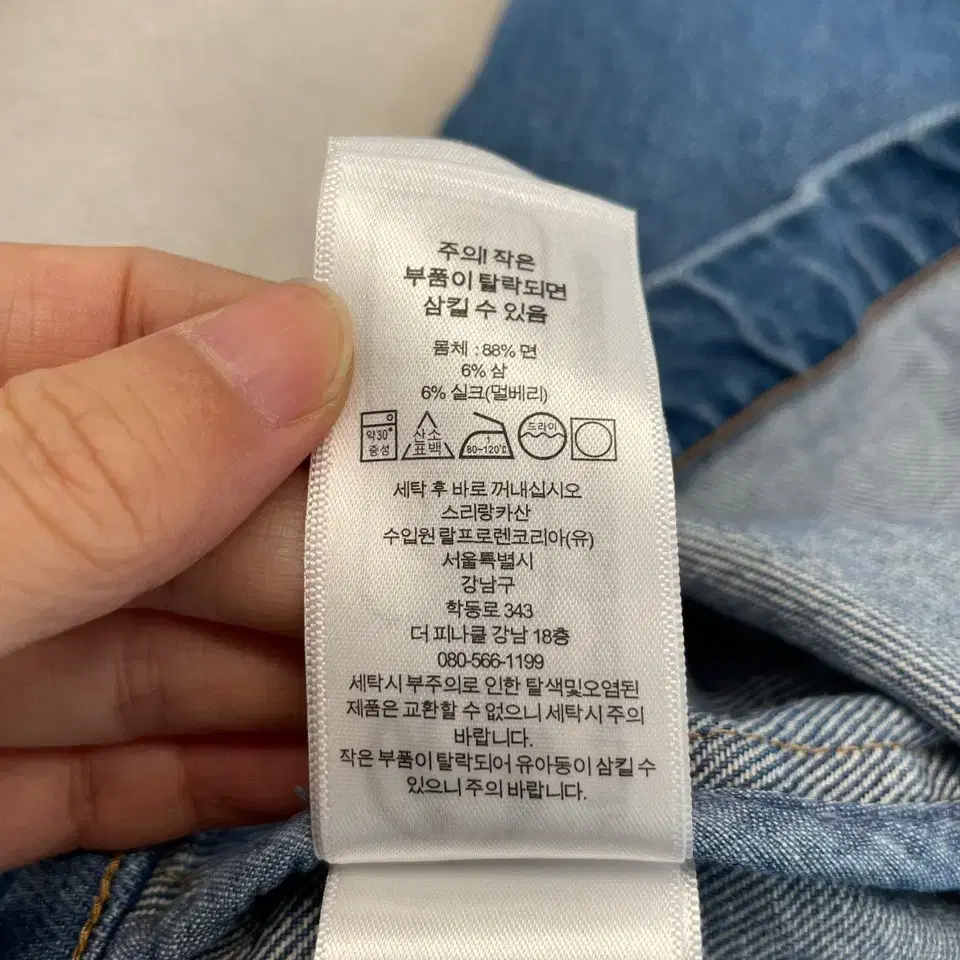 주의! 작은
부품이 탈락되면
삼킬 수 있음
몸체 : 88% 면
6% 삼
6% 실크(멀베리)
약30° 중성
산소 표백
1 80~120℃
드라이
세탁 후 바로 꺼내십시오
스리랑카산
수입원 랄프로렌코리아(유)
서울특별시
강남구
학동로 343
더 피나클 강남 18층
080-566-1199
세탁시 부주의로 인한 탈색및오염된
제품은 교환할 수 없으니 세탁시 주의
바랍니다.
작은 부품이 탈락되어 유아등이 삼킬 수
있으니 주의 바랍니다.